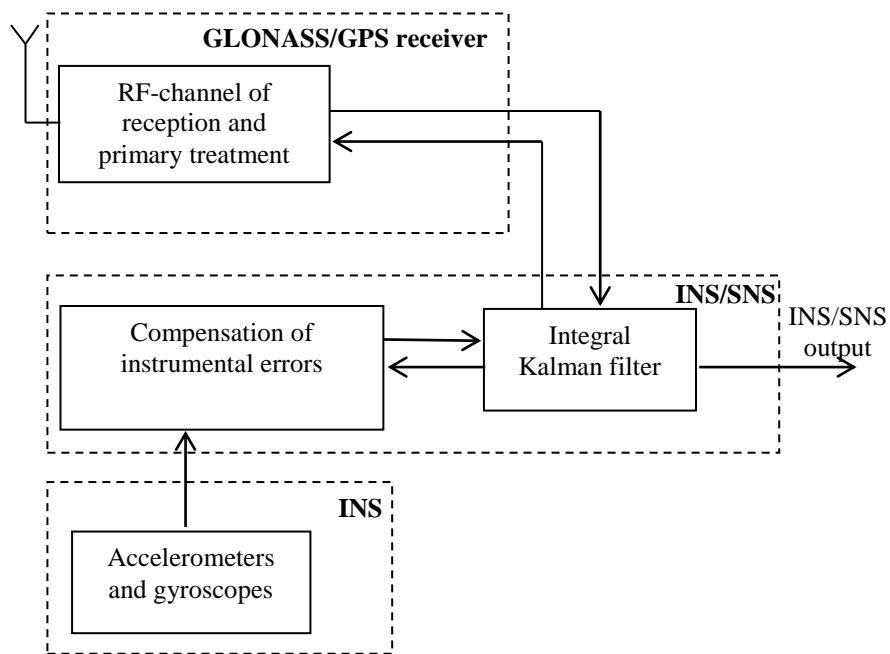 GLONASS/GPS receiver
RF-channel of
reception and
primary treatment
INS/SNS
Compensation of
instrumental errors
Integral
Kalman filter
INS/SNS
output
INS
Accelerometers
and gyroscopes